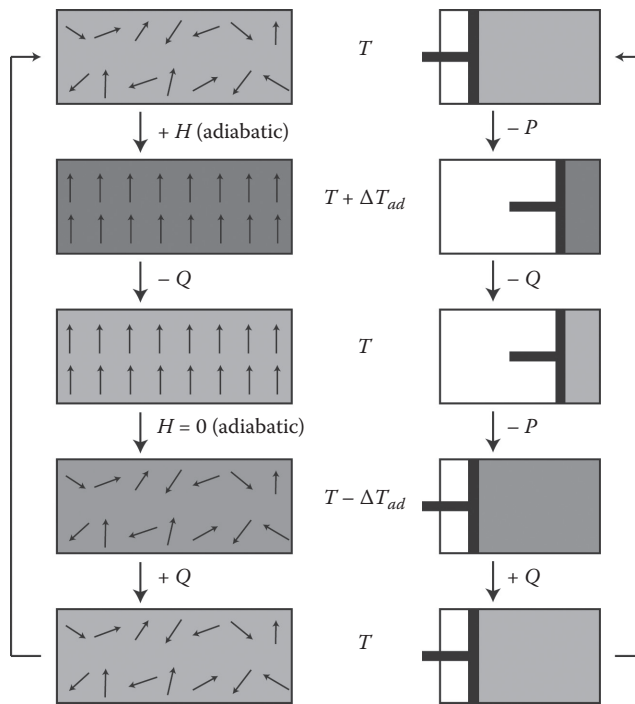 T
+ H (adiabatic)
– P
T + ΔT_ad
– Q
– Q
T
H = 0 (adiabatic)
– P
T – ΔT_ad
+ Q
+ Q
T